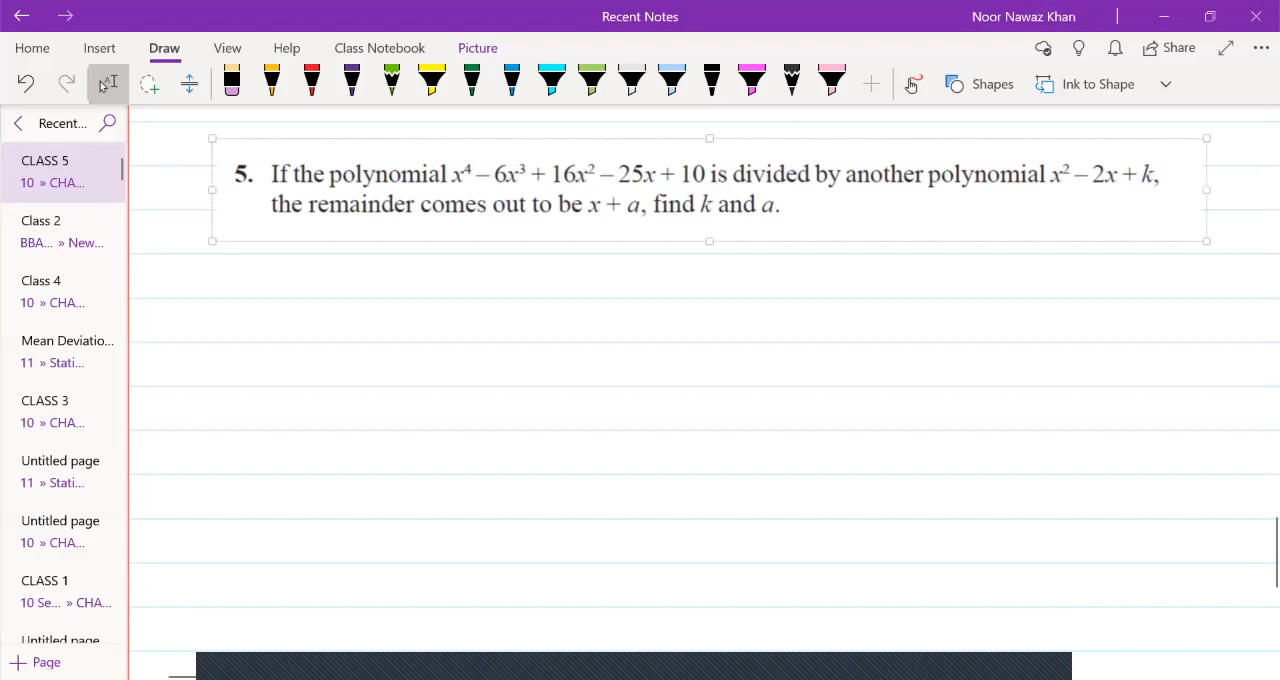 Recent Notes
Noor Nawaz Khan
Home Insert Draw View Help Class Notebook Picture
Share
Shapes
Ink to Shape
Recent...
CLASS 5
10 » CHA...
Class 2
BBA... » New...
Class 4
10 » CHA...
Mean Deviatio...
11 » Stati...
CLASS 3
10 » CHA...
Untitled page
11 » Stati...
Untitled page
10 » CHA...
CLASS 1
10 Se... » CHA...
Untitled page
+ Page
5. If the polynomial x⁴ – 6x³ + 16x² – 25x + 10 is divided by another polynomial x² – 2x + k,
the remainder comes out to be x + a, find k and a.